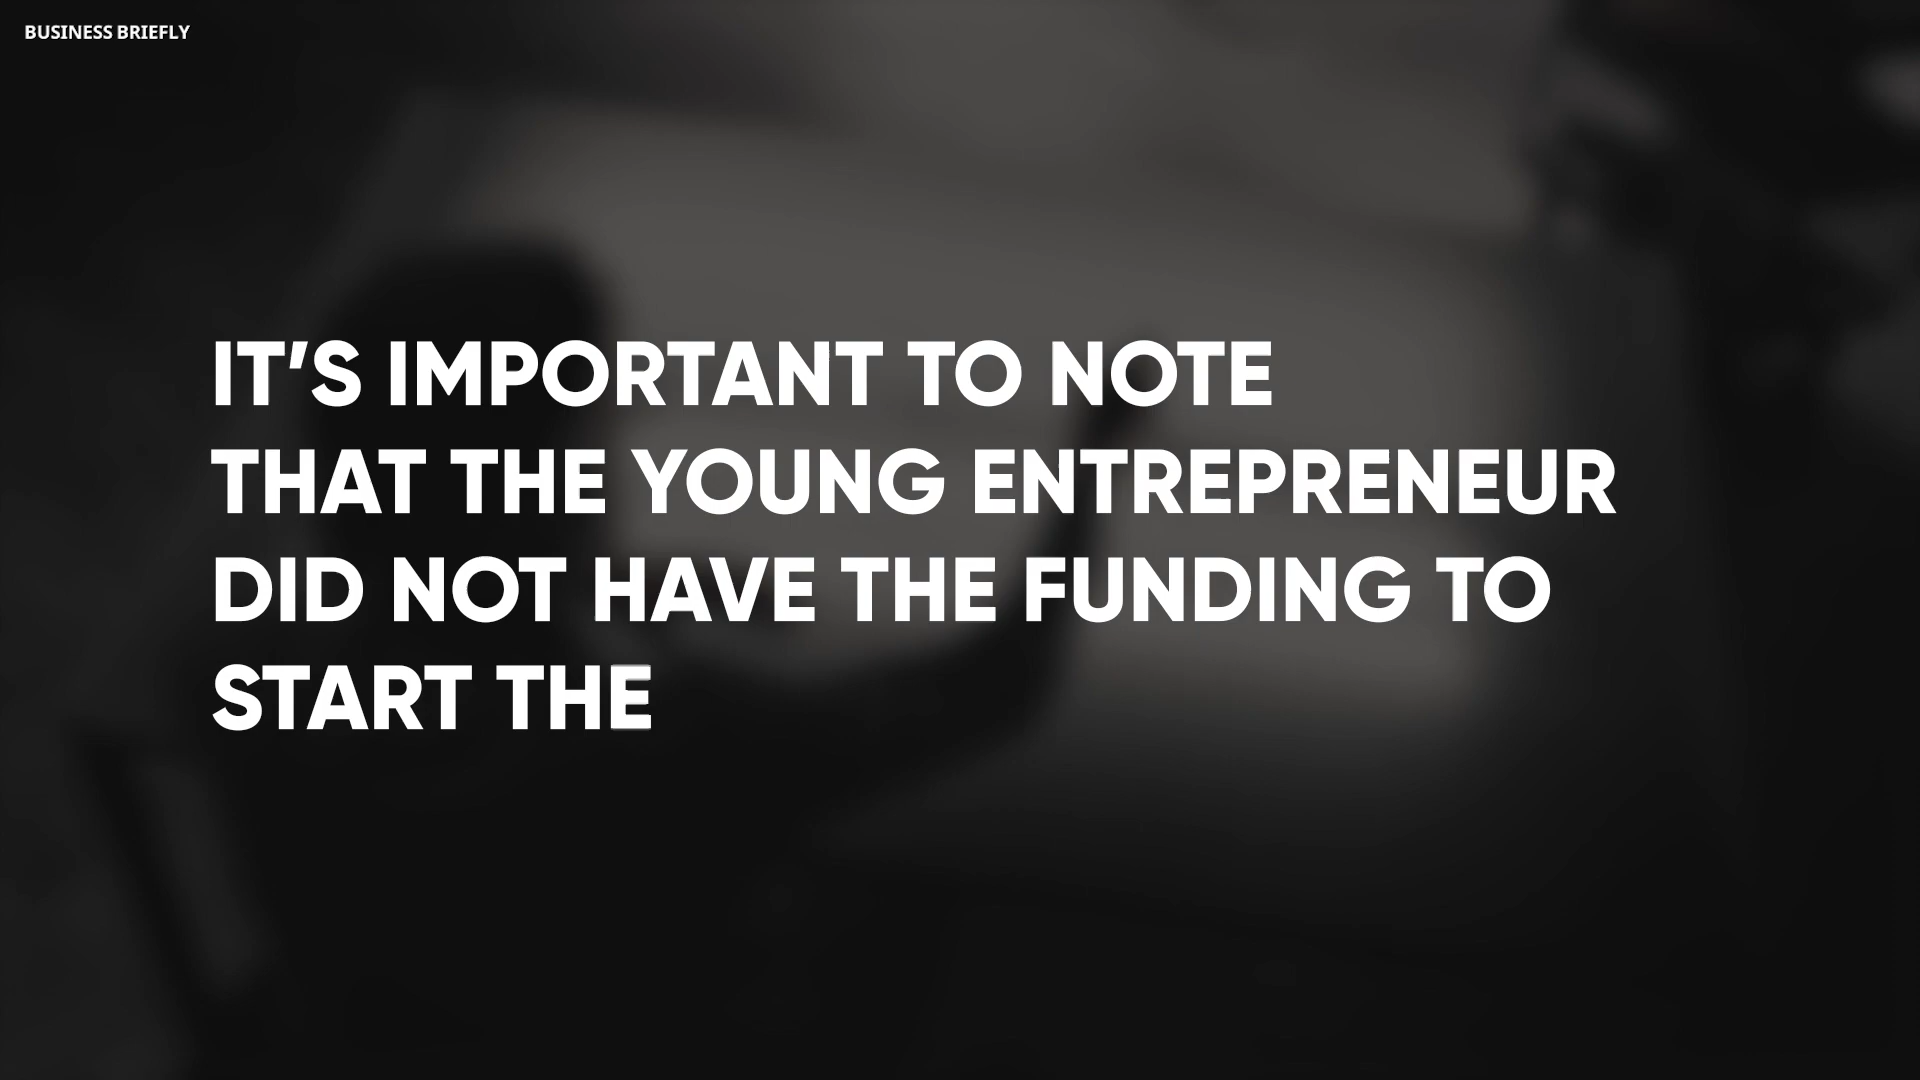 BUSINESS BRIEFLY
IT’S IMPORTANT TO NOTE
THAT THE YOUNG ENTREPRENEUR
DID NOT HAVE THE FUNDING TO
START THE